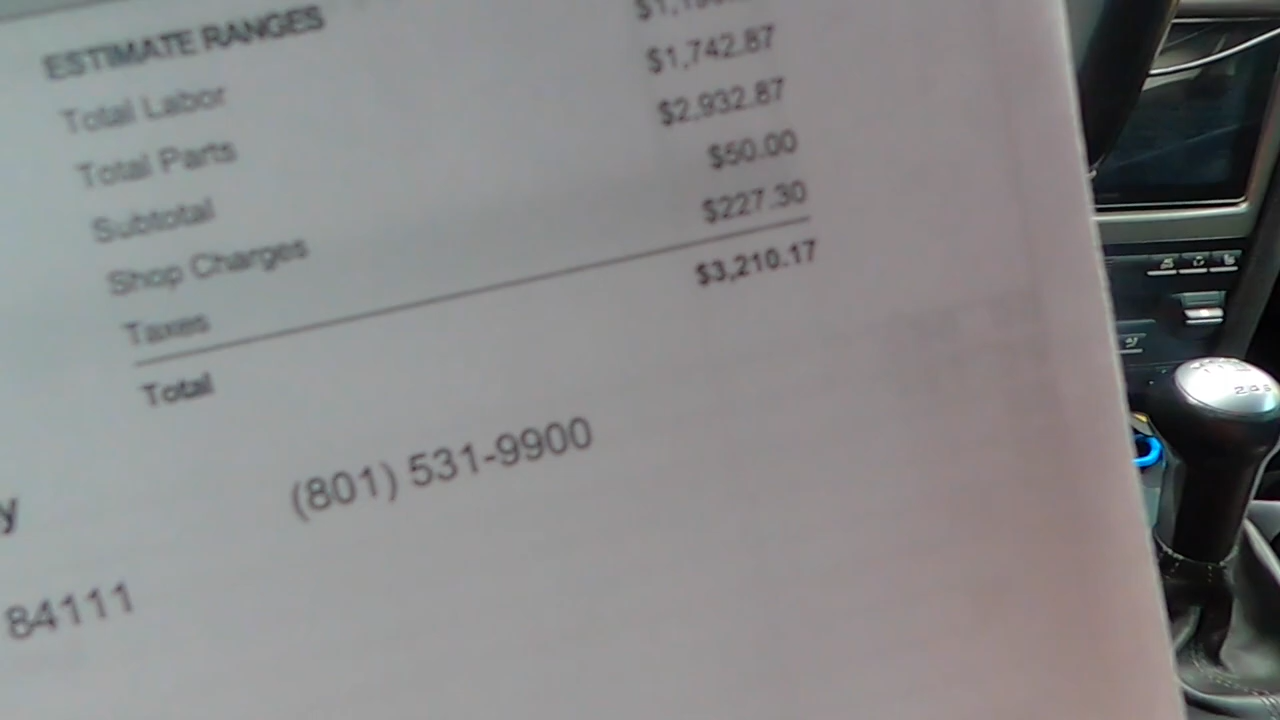 ESTIMATE RANGES
Total Labor
Total Parts $1,742.87
Subtotal $2,932.87
Shop Charges $50.00
Taxes $227.30
Total $3,210.17
(801) 531-9900
84111